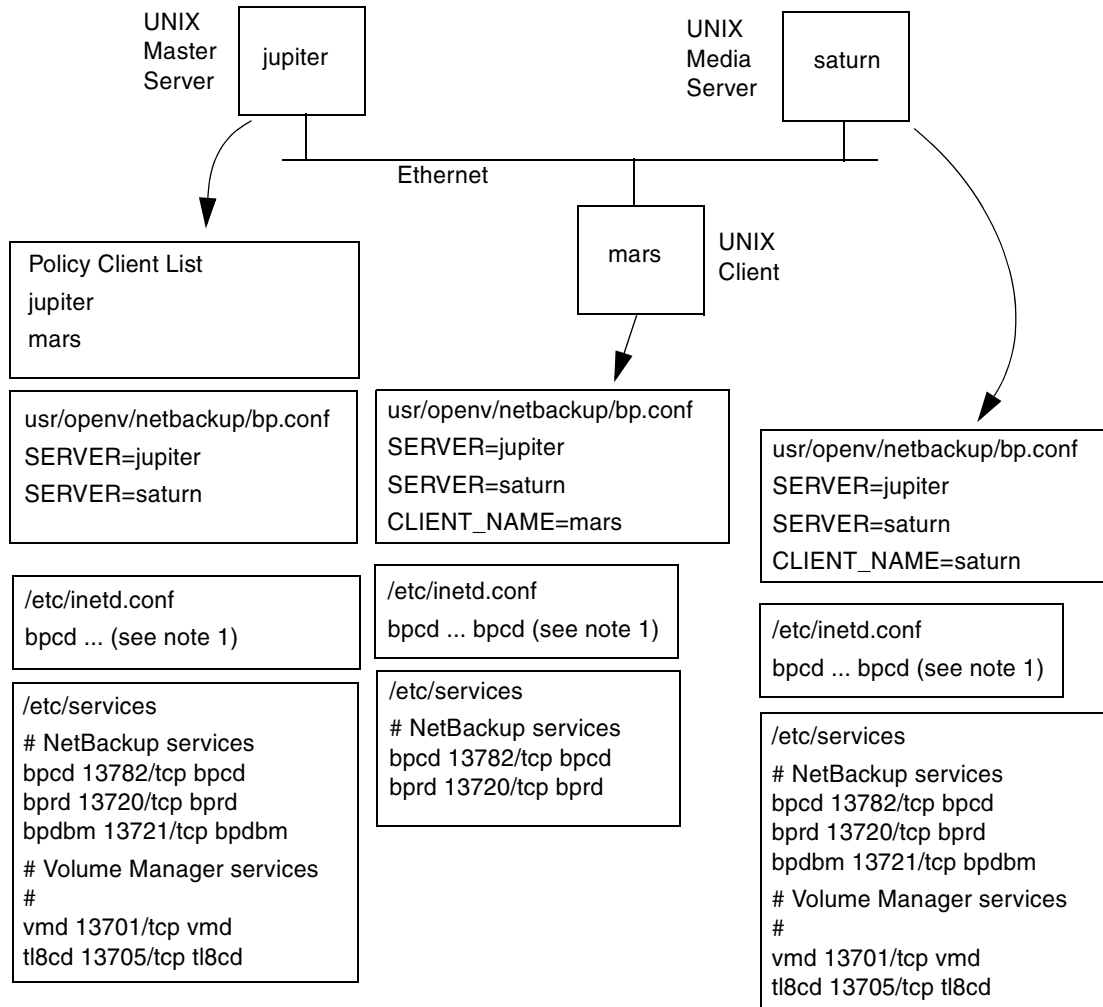 UNIX
Master
Server
jupiter
UNIX
Media
Server
saturn
Ethernet
mars
UNIX
Client
Policy Client List
jupiter
mars
usr/openv/netbackup/bp.conf
SERVER=jupiter
SERVER=saturn
/etc/inetd.conf
bpcd ... (see note 1)
/etc/services
# NetBackup services
bpcd 13782/tcp bpcd
bprd 13720/tcp bprd
bpdbm 13721/tcp bpdbm
# Volume Manager services
#
vmd 13701/tcp vmd
tl8cd 13705/tcp tl8cd
usr/openv/netbackup/bp.conf
SERVER=jupiter
SERVER=saturn
CLIENT_NAME=mars
/etc/inetd.conf
bpcd ... bpcd (see note 1)
/etc/services
# NetBackup services
bpcd 13782/tcp bpcd
bprd 13720/tcp bprd
usr/openv/netbackup/bp.conf
SERVER=jupiter
SERVER=saturn
CLIENT_NAME=saturn
/etc/inetd.conf
bpcd ... bpcd (see note 1)
/etc/services
# NetBackup services
bpcd 13782/tcp bpcd
bprd 13720/tcp bprd
bpdbm 13721/tcp bpdbm
# Volume Manager services
#
vmd 13701/tcp vmd
tl8cd 13705/tcp tl8cd